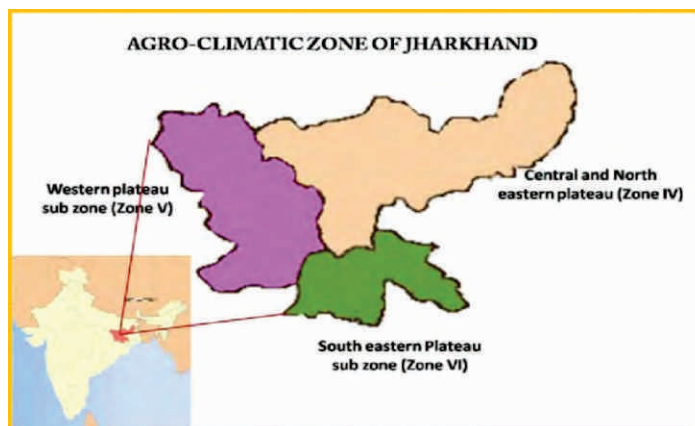 AGRO-CLIMATIC ZONE OF JHARKHAND
Western plateau
sub zone (Zone V)
Central and North
eastern plateau (Zone IV)
South eastern Plateau
sub zone (Zone VI)